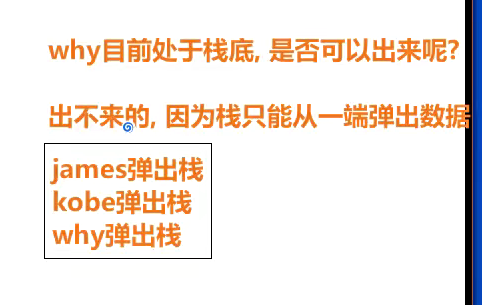 why目前处于栈底, 是否可以出来呢?
出不来的, 因为栈只能从一端弹出数据
james弹出栈
kobe弹出栈
why弹出栈